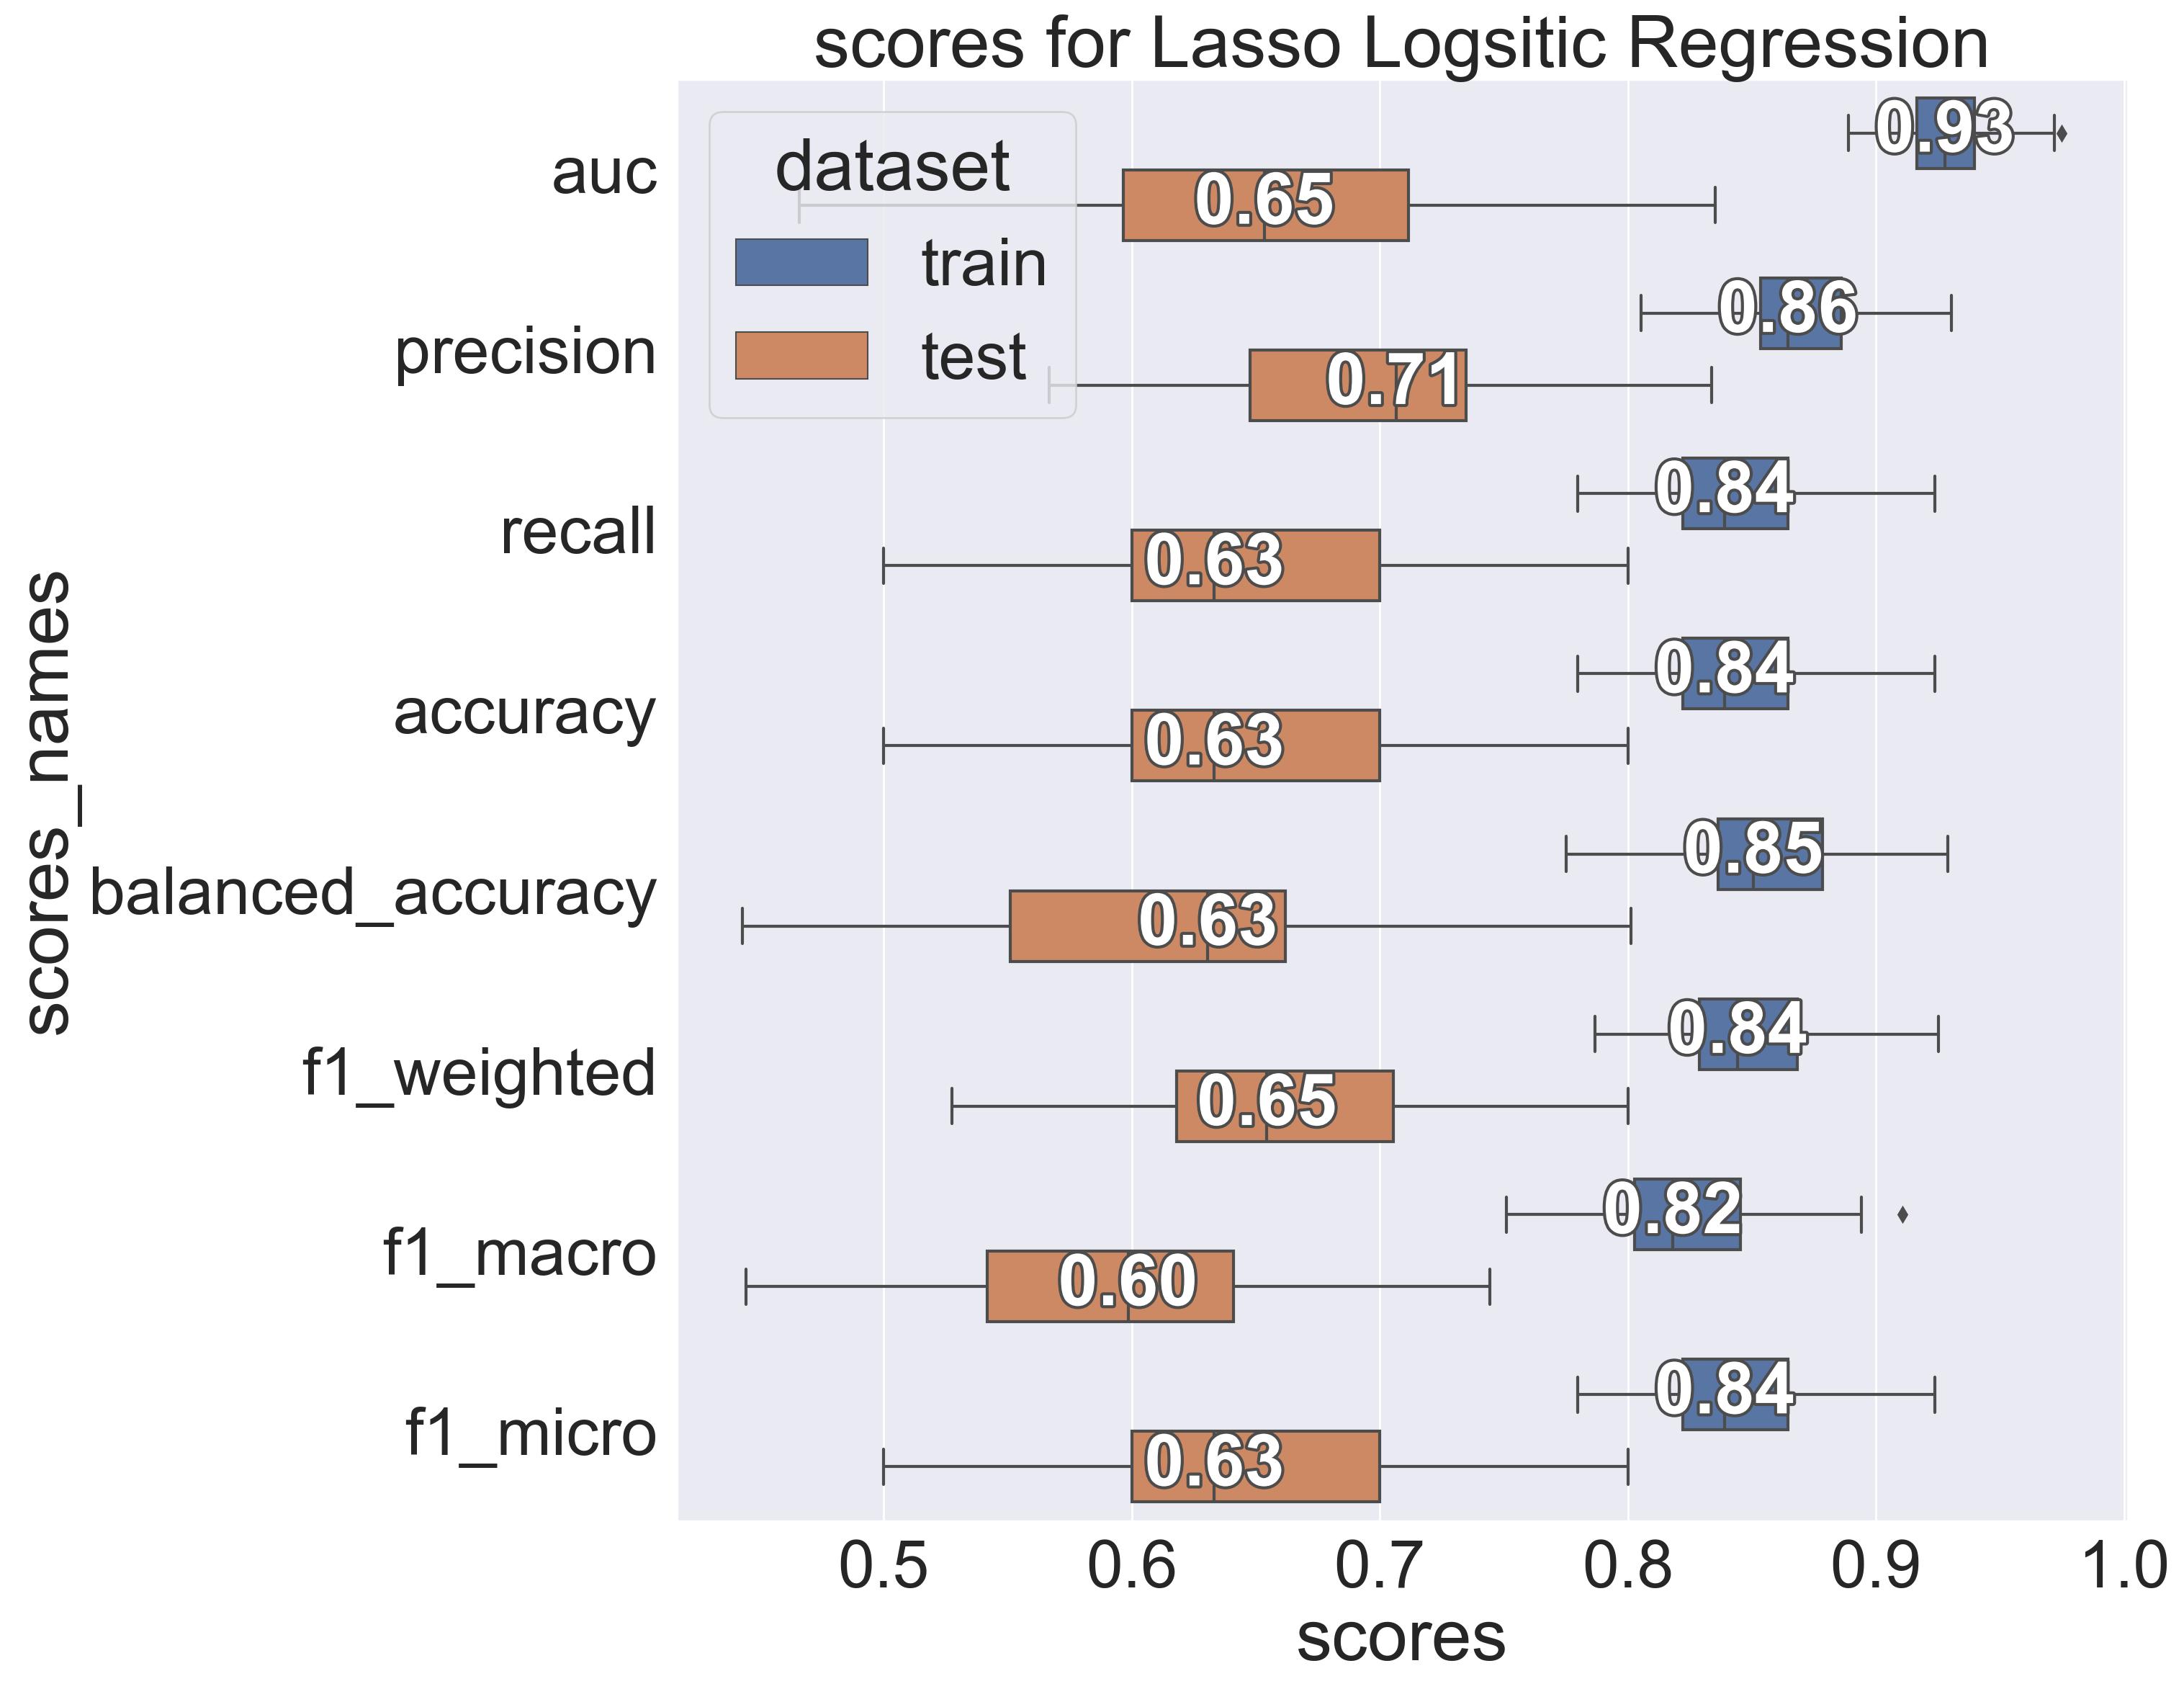 scores for Lasso Logsitic Regression
dataset
train
test
scores_names
auc
0.93
0.65
precision
0.86
0.71
recall
0.84
0.63
accuracy
0.84
0.63
balanced_accuracy
0.85
0.63
f1_weighted
0.84
0.65
f1_macro
0.82
0.60
f1_micro
0.84
0.63
0.5 0.6 0.7 0.8 0.9 1.0
scores